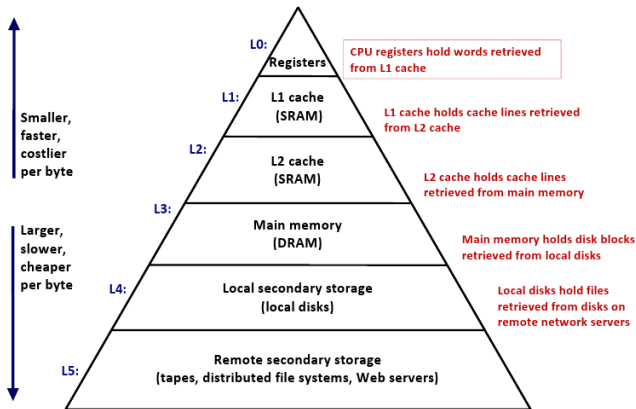 L0:
Registers
CPU registers hold words retrieved
from L1 cache
L1:
L1 cache
(SRAM)
L1 cache holds cache lines retrieved
from L2 cache
Smaller,
faster,
costlier
per byte
L2:
L2 cache
(SRAM)
L2 cache holds cache lines
retrieved from main memory
L3:
Main memory
(DRAM)
Main memory holds disk blocks
retrieved from local disks
Larger,
slower,
cheaper
per byte
L4:
Local secondary storage
(local disks)
Local disks hold files
retrieved from disks on
remote network servers
L5:
Remote secondary storage
(tapes, distributed file systems, Web servers)